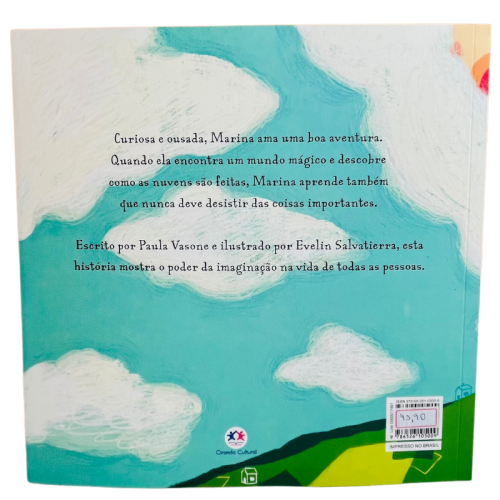 Curiosa e ousada, Marina ama uma boa aventura.
Quando ela encontra um mundo mágico e descobre
como as nuvens são feitas, Marina aprende também
que nunca deve desistir das coisas importantes.
Escrito por Paula Vasone e ilustrado por Evelin Salvatierra, esta
história mostra o poder da imaginação na vida de todas as pessoas.
Ciranda Cultural
ISBN
IMPRESSO NO BRASIL